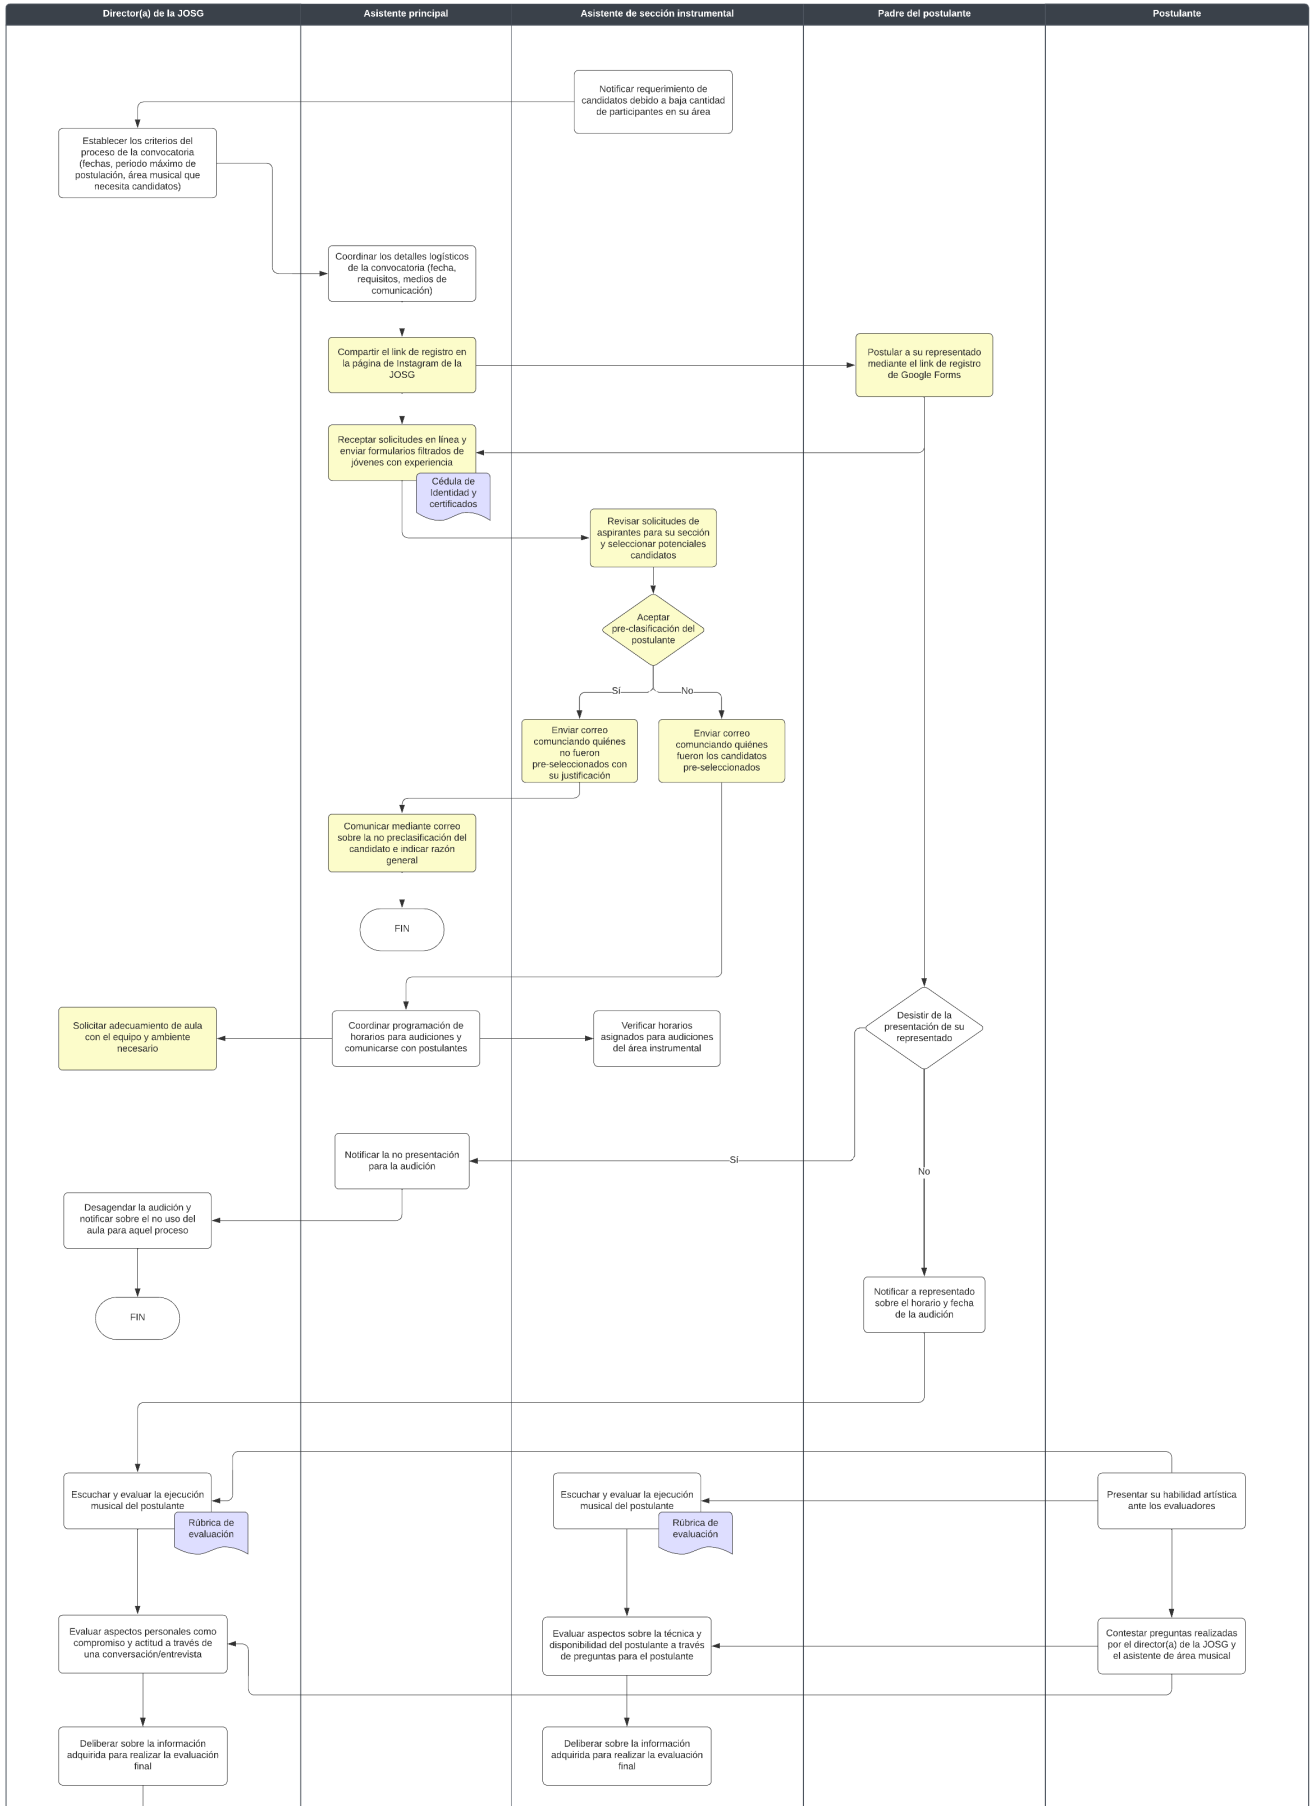 Director(a) de la JOSG
Asistente principal
Asistente de sección instrumental
Padre del postulante
Postulante
Notificar requerimiento de
candidatos debido a baja cantidad
de participantes en su área
Establecer los criterios del
proceso de la convocatoria
(fechas, periodo máximo de
postulación, área musical que
necesita candidatos)
Coordinar los detalles logísticos
de la convocatoria (fecha,
requisitos, medios de
comunicación)
Compartir el link de registro en
la página de Instagram de la
JOSG
Postular a su representado
mediante el link de registro
de Google Forms
Receptar solicitudes en línea y
enviar formularios filtrados de
jóvenes con experiencia
Cédula de
Identidad y
certificados
Revisar solicitudes de
aspirantes para su sección
y seleccionar potenciales
candidatos
Aceptar
pre-clasificación del
postulante
Sí
No
Enviar correo
comunciando quiénes
no fueron
pre-seleccionados con
su justificación
Enviar correo
comunciando quiénes
fueron los candidatos
pre-seleccionados
Comunicar mediante correo
sobre la no preclasificación del
candidato e indicar razón
general
FIN
Solicitar adecuamiento de aula
con el equipo y ambiente
necesario
Coordinar programación de
horarios para audiciones y
comunicarse con postulantes
Verificar horarios
asignados para audiciones
del área instrumental
Desistir de la
presentación de su
representado
Notificar la no presentación
para la audición
Sí
No
Desagendar la audición y
notificar sobre el no uso del
aula para aquel proceso
FIN
Notificar a representado
sobre el horario y fecha
de la audición
Escuchar y evaluar la ejecución
musical del postulante
Rúbrica de
evaluación
Escuchar y evaluar la ejecución
musical del postulante
Rúbrica de
evaluación
Presentar su habilidad artística
ante los evaluadores
Evaluar aspectos personales como
compromiso y actitud a través de
una conversación/entrevista
Evaluar aspectos sobre la técnica y
disponibilidad del postulante a través
de preguntas para el postulante
Contestar preguntas realizadas
por el director(a) de la JOSG y
el asistente de área musical
Deliberar sobre la información
adquirida para realizar la evaluación
final
Deliberar sobre la información
adquirida para realizar la evaluación
final